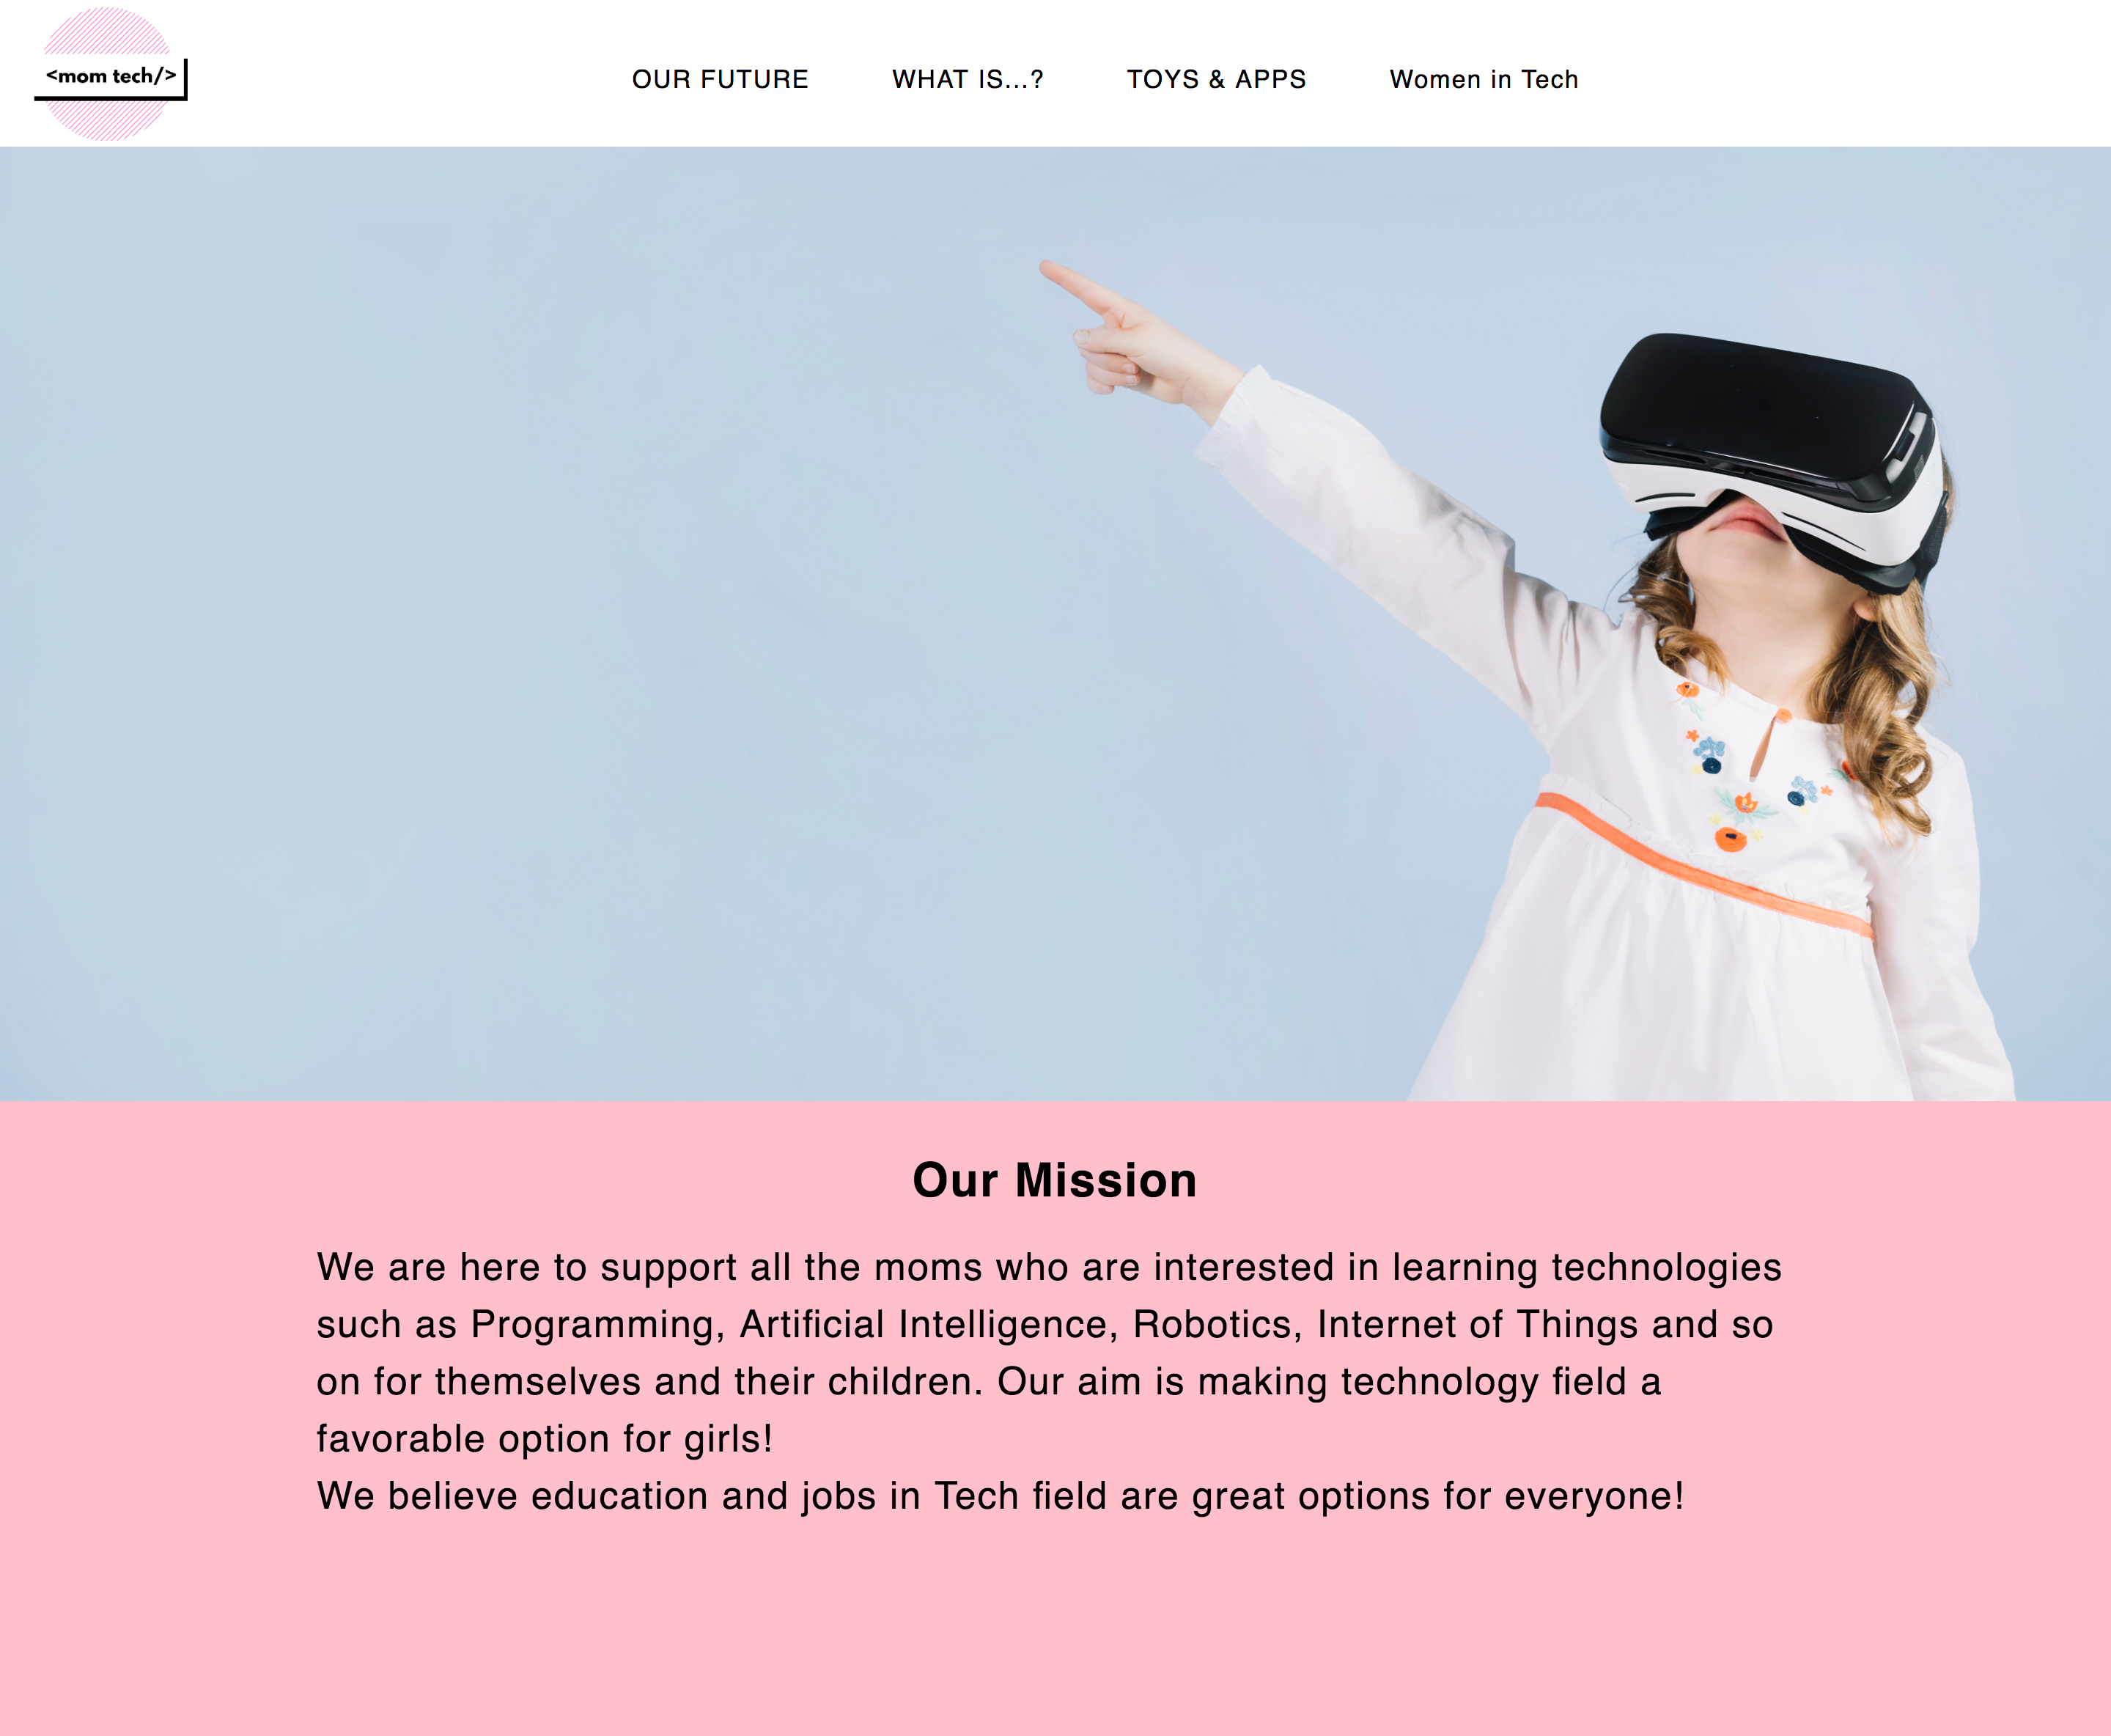 <mom tech/>
OUR FUTURE
WHAT IS...?
TOYS & APPS
Women in Tech
Our Mission
We are here to support all the moms who are interested in learning technologies
such as Programming, Artificial Intelligence, Robotics, Internet of Things and so
on for themselves and their children. Our aim is making technology field a
favorable option for girls!
We believe education and jobs in Tech field are great options for everyone!